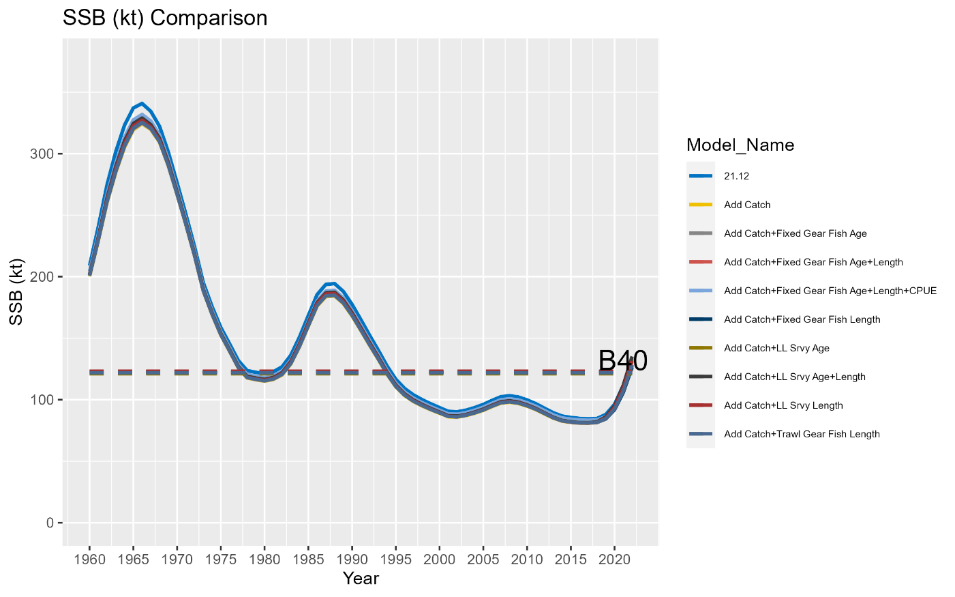 SSB (kt) Comparison
SSB (kt)
300
200
100
0
B40
1960 1965 1970 1975 1980 1985 1990 1995 2000 2005 2010 2015 2020
Year
Model_Name
21.12
Add Catch
Add Catch+Fixed Gear Fish Age
Add Catch+Fixed Gear Fish Age+Length
Add Catch+Fixed Gear Fish Age+Length+CPUE
Add Catch+Fixed Gear Fish Length
Add Catch+LL Srvy Age
Add Catch+LL Srvy Age+Length
Add Catch+LL Srvy Length
Add Catch+Trawl Gear Fish Length